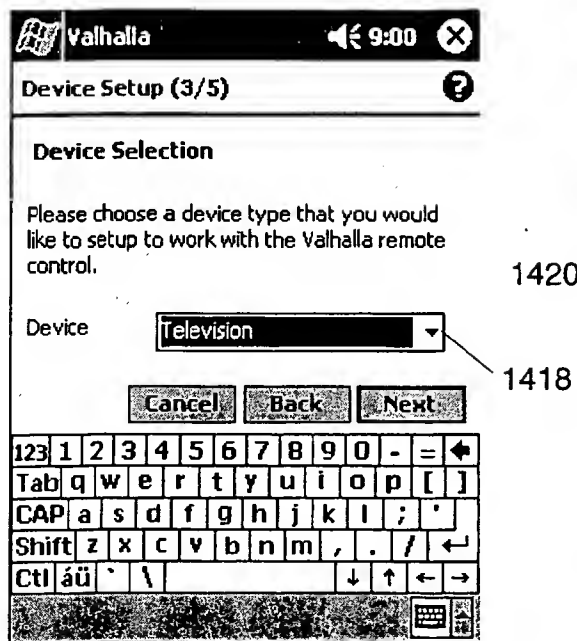 Valhalla 9:00
Device Setup (3/5) ?
Device Selection
Please choose a device type that you would
like to setup to work with the Valhalla remote
control.
1420
Device Television
1418
Cancel Back Next
123 1 2 3 4 5 6 7 8 9 0 - =
Tab q w e r t y u i o p [ ]
CAP a s d f g h j k l ; '
Shift z x c v b n m , . /
Ctl áü ` \